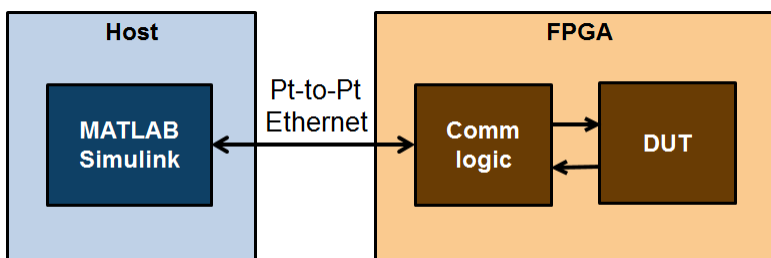 Host
FPGA
Pt-to-Pt
Ethernet
MATLAB
Simulink
Comm
logic
DUT